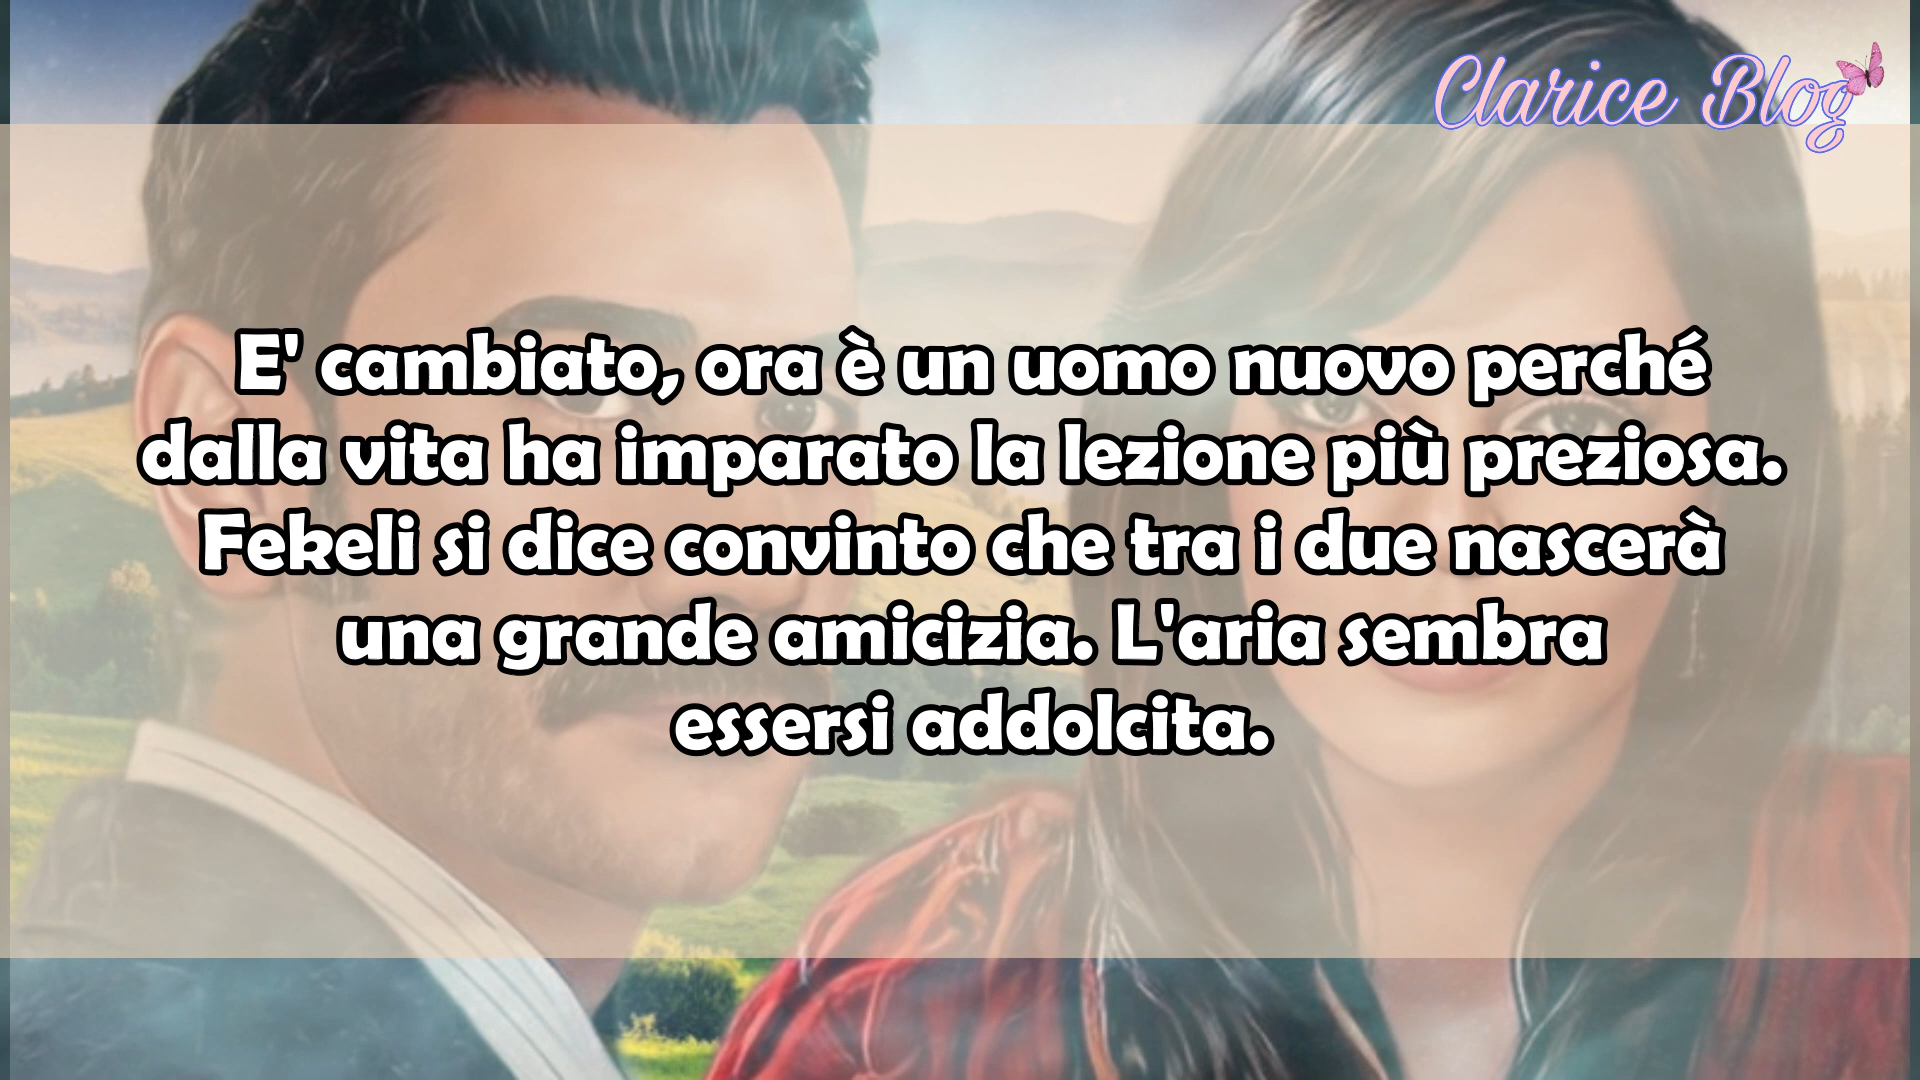 Clarice Blog
E' cambiato, ora è un uomo nuovo perché
dalla vita ha imparato la lezione più preziosa.
Fekeli si dice convinto che tra i due nascerà
una grande amicizia. L'aria sembra
essersi addolcita.